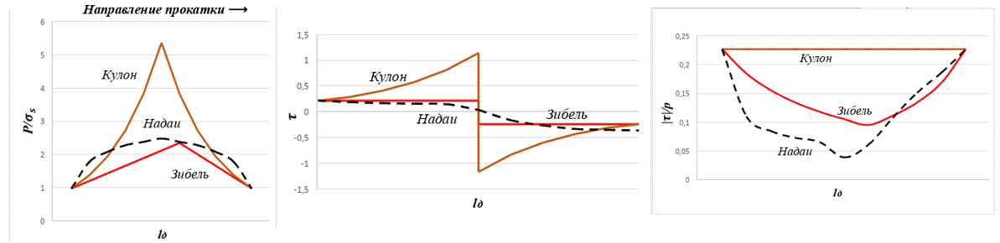 Направление прокатки ⟶
6
5
4
3
2
1
0
P/σs
Кулон
Надаи
Зибель
lд
1,5
1
0,5
0
-0,5
-1
-1,5
τ
Кулон
Надаи
Зибель
lд
0,25
0,2
0,15
0,1
0,05
0
|τ|/p
Кулон
Зибель
Надаи
lд